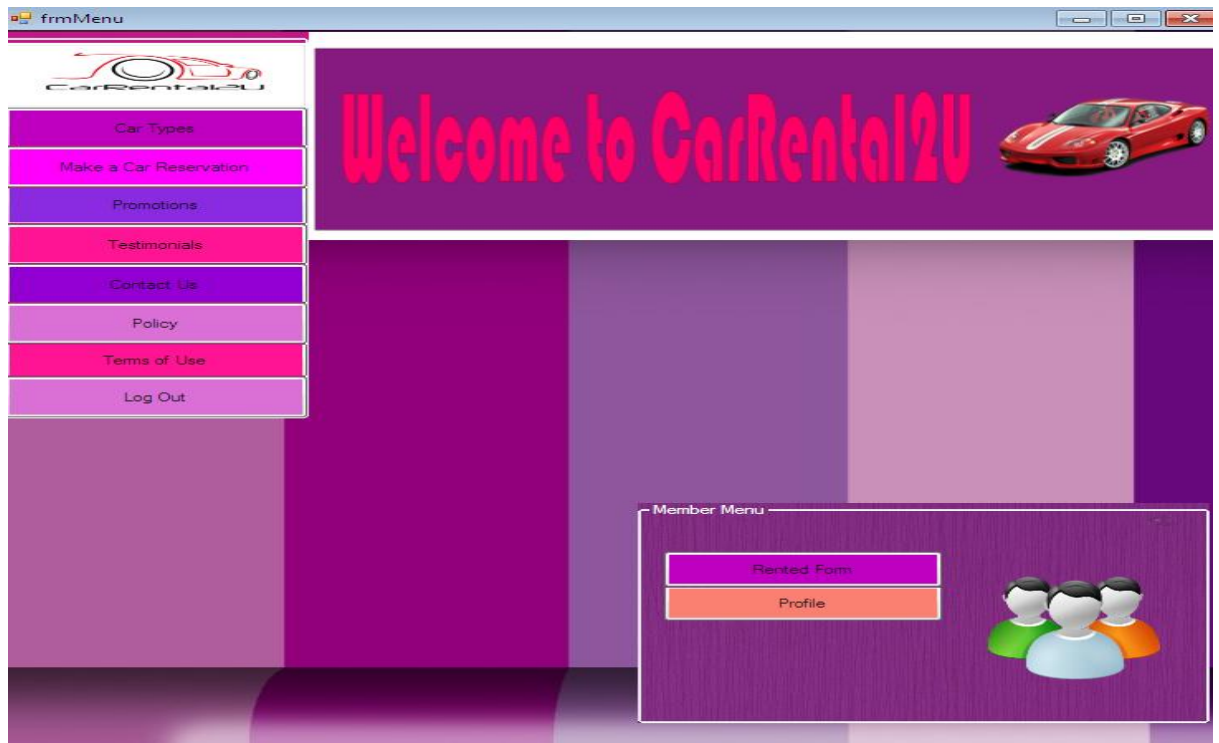 frmMenu
CarRental2U
Car Types
Make a Car Reservation
Promotions
Testimonials
Contact Us
Policy
Terms of Use
Log Out
Welcome to CarRental2U
Member Menu
Rented Form
Profile